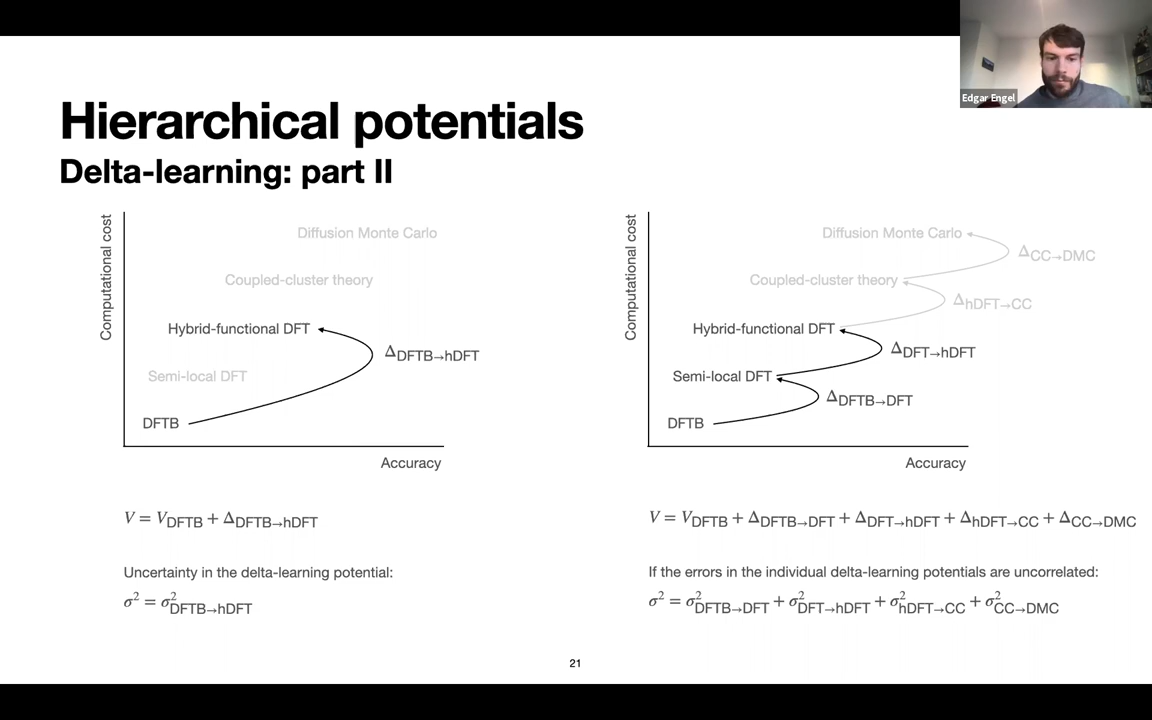 Edgar Engel
Hierarchical potentials
Delta-learning: part II
Computational cost
Diffusion Monte Carlo
Coupled-cluster theory
Hybrid-functional DFT
Δ_DFTB→hDFT
Semi-local DFT
DFTB
Accuracy
V = V_DFTB + Δ_DFTB→hDFT
Uncertainty in the delta-learning potential:
σ² = σ²_DFTB→hDFT
Computational cost
Diffusion Monte Carlo
Δ_CC→DMC
Coupled-cluster theory
Δ_hDFT→CC
Hybrid-functional DFT
Δ_DFT→hDFT
Semi-local DFT
Δ_DFTB→DFT
DFTB
Accuracy
V = V_DFTB + Δ_DFTB→DFT + Δ_DFT→hDFT + Δ_hDFT→CC + Δ_CC→DMC
If the errors in the individual delta-learning potentials are uncorrelated:
σ² = σ²_DFTB→DFT + σ²_DFT→hDFT + σ²_hDFT→CC + σ²_CC→DMC
21